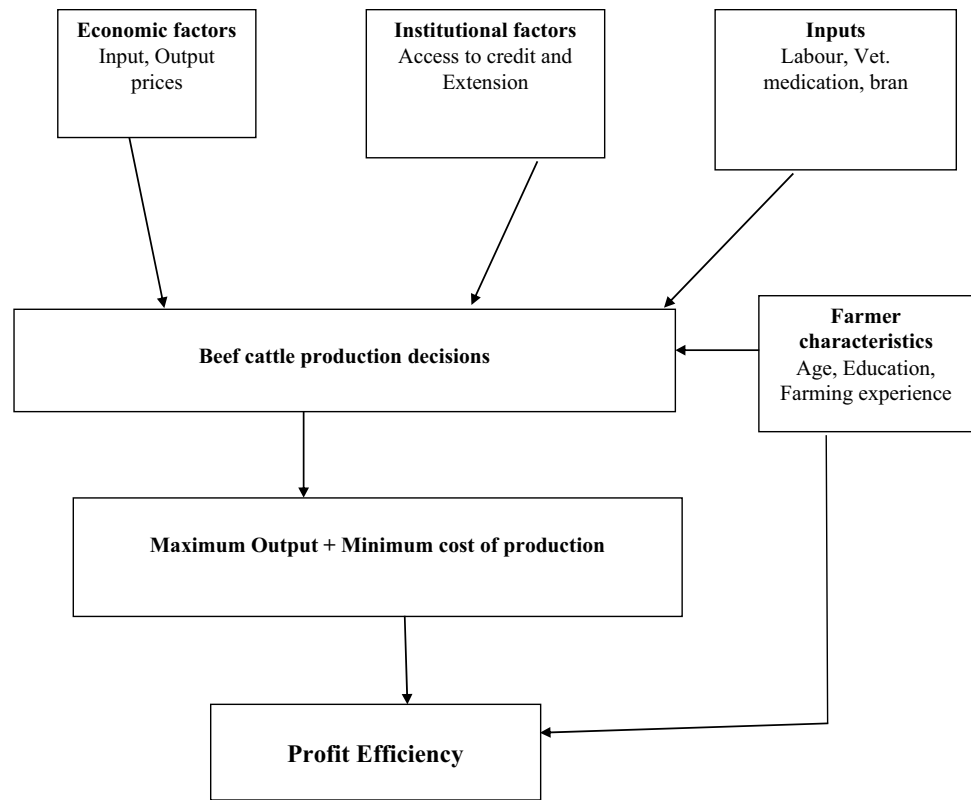 Economic factors
Input, Output
prices
Institutional factors
Access to credit and
Extension
Inputs
Labour, Vet.
medication, bran
Beef cattle production decisions
Farmer
characteristics
Age, Education,
Farming experience
Maximum Output + Minimum cost of production
Profit Efficiency